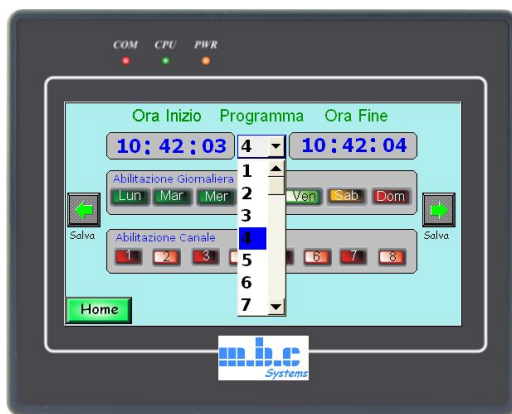 COM CPU PWR
Ora Inizio Programma Ora Fine
10:42:03 4 10:42:04
Abilitazione Giornaliera
Lun Mar Mer Ven Sab Dom
Salva Salva
Abilitazione Canale
1 2 3 6 7 8
1
2
3
4
5
6
7
Home
m.b.c
Systems